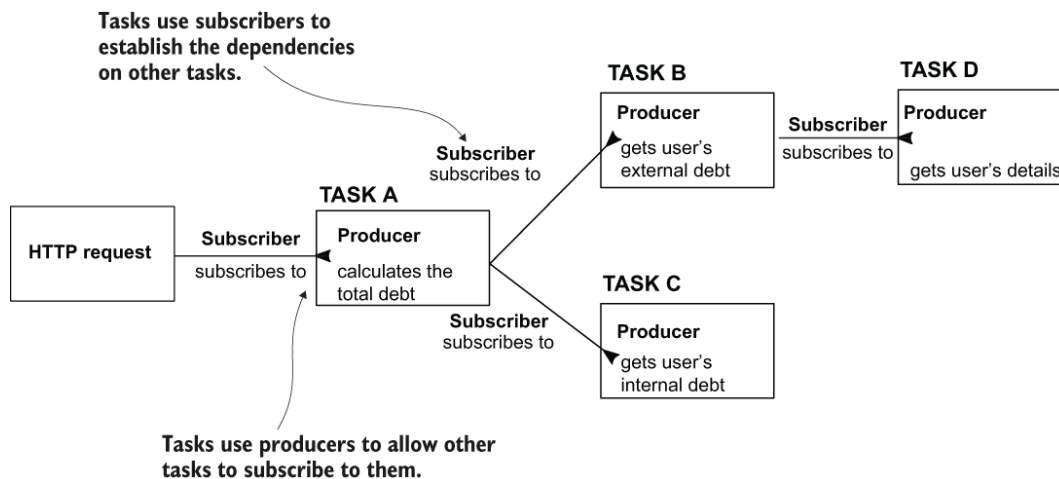 Tasks use subscribers to
establish the dependencies
on other tasks.
TASK B
TASK D
Producer
gets user's
external debt
Subscriber
subscribes to
Producer
gets user's details
Subscriber
subscribes to
TASK A
HTTP request
Subscriber
subscribes to
Producer
calculates the
total debt
TASK C
Subscriber
subscribes to
Producer
gets user's
internal debt
Tasks use producers to allow other
tasks to subscribe to them.